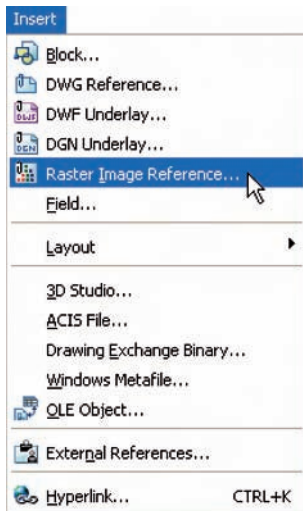 Insert
Block...
DWG Reference...
DWF Underlay...
DGN Underlay...
Raster Image Reference...
Field...
Layout
3D Studio...
ACIS File...
Drawing Exchange Binary...
Windows Metafile...
OLE Object...
External References...
Hyperlink... CTRL+K